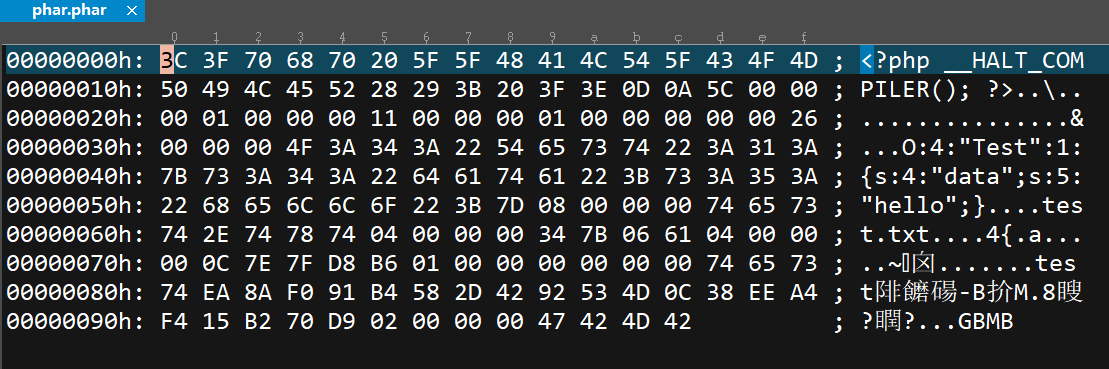 phar.phar ×
0 1 2 3 4 5 6 7 8 9 a b c d e f
00000000h: 3C 3F 70 68 70 20 5F 5F 48 41 4C 54 5F 43 4F 4D ; <?php __HALT_COM
00000010h: 50 49 4C 45 52 28 29 3B 20 3F 3E 0D 0A 5C 00 00 ; PILER(); ?>..\..
00000020h: 00 01 00 00 00 11 00 00 00 01 00 00 00 00 00 26 ; ...............&
00000030h: 00 00 00 4F 3A 34 3A 22 54 65 73 74 22 3A 31 3A ; ...O:4:"Test":1:
00000040h: 7B 73 3A 34 3A 22 64 61 74 61 22 3B 73 3A 35 3A ; {s:4:"data";s:5:
00000050h: 22 68 65 6C 6C 6F 22 3B 7D 08 00 00 00 74 65 73 ; "hello";}....tes
00000060h: 74 2E 74 78 74 04 00 00 00 34 7B 06 61 04 00 00 ; t.txt....4{.a...
00000070h: 00 0C 7E 7F D8 B6 01 00 00 00 00 00 00 74 65 73 ; ..~囟.......tes
00000080h: 74 EA 8A F0 91 B4 58 2D 42 92 53 4D 0C 38 EE A4 ; t陫饝碭-B扴M.8瞍
00000090h: F4 15 B2 70 D9 02 00 00 00 47 42 4D 42 ; ?瞤?...GBMB